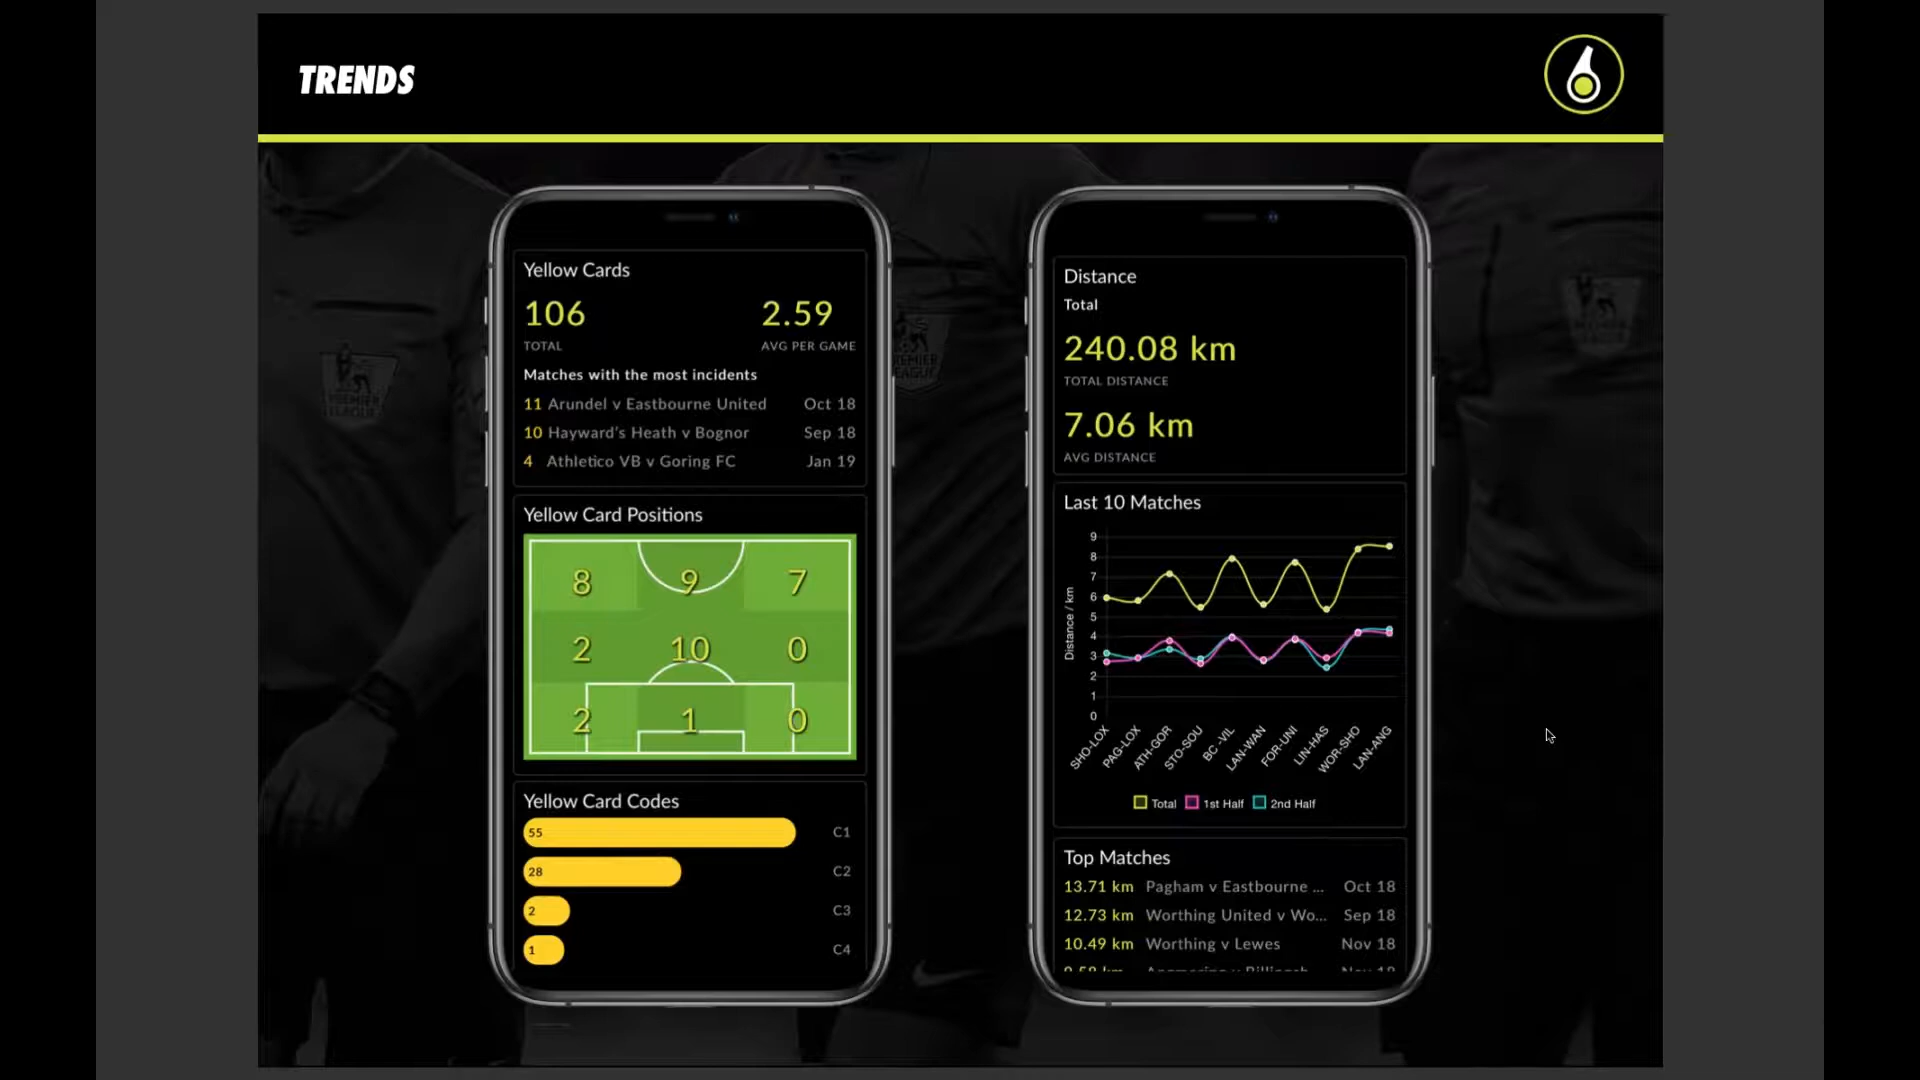 TRENDS
Yellow Cards
106 2.59
TOTAL AVG PER GAME
Matches with the most incidents
11 Arundel v Eastbourne United Oct 18
10 Hayward's Heath v Bognor Sep 18
4 Athletico VB v Goring FC Jan 19
Yellow Card Positions
8 9 7
2 10 0
2 1 0
Yellow Card Codes
55 C1
28 C2
2 C3
1 C4
Distance
Total
240.08 km
TOTAL DISTANCE
7.06 km
AVG DISTANCE
Last 10 Matches
Distance / km
9
8
7
6
5
4
3
2
1
0
SHO-LOX PAG-LOX ATH-GOR STO-SOU BC -VIL LAN-WAN FOR-UNI LIN-HAS WOR-SHO LAN-ANG
Total 1st Half 2nd Half
Top Matches
13.71 km Pagham v Eastbourne ... Oct 18
12.73 km Worthing United v Wo... Sep 18
10.49 km Worthing v Lewes Nov 18